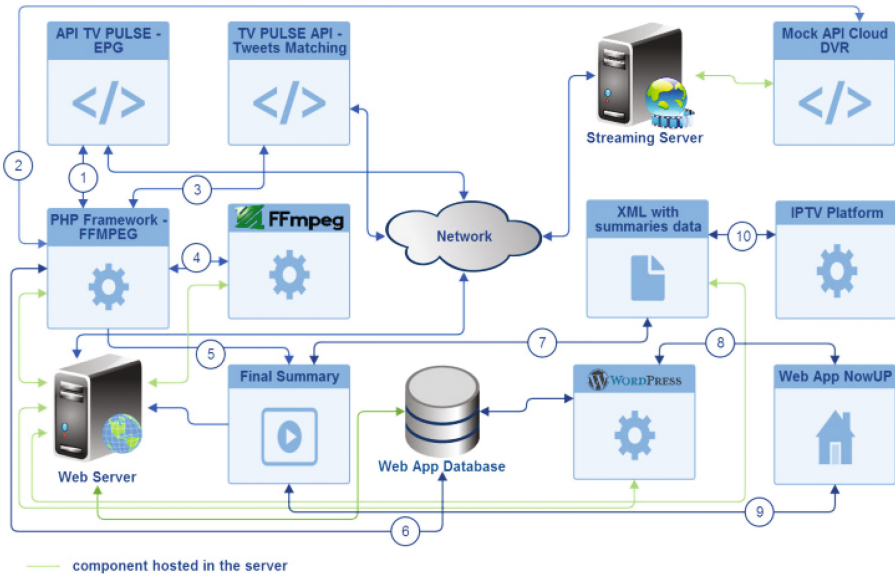 API TV PULSE -
EPG
TV PULSE API -
Tweets Matching
Mock API Cloud
DVR
</>
</>
</>
Streaming Server
2
1
3
PHP Framework -
FFMPEG
FFmpeg
Network
XML with
summaries data
IPTV Platform
10
4
5
7
8
Final Summary
WORDPRESS
Web App NowUP
Web App Database
Web Server
6
9
component hosted in the server